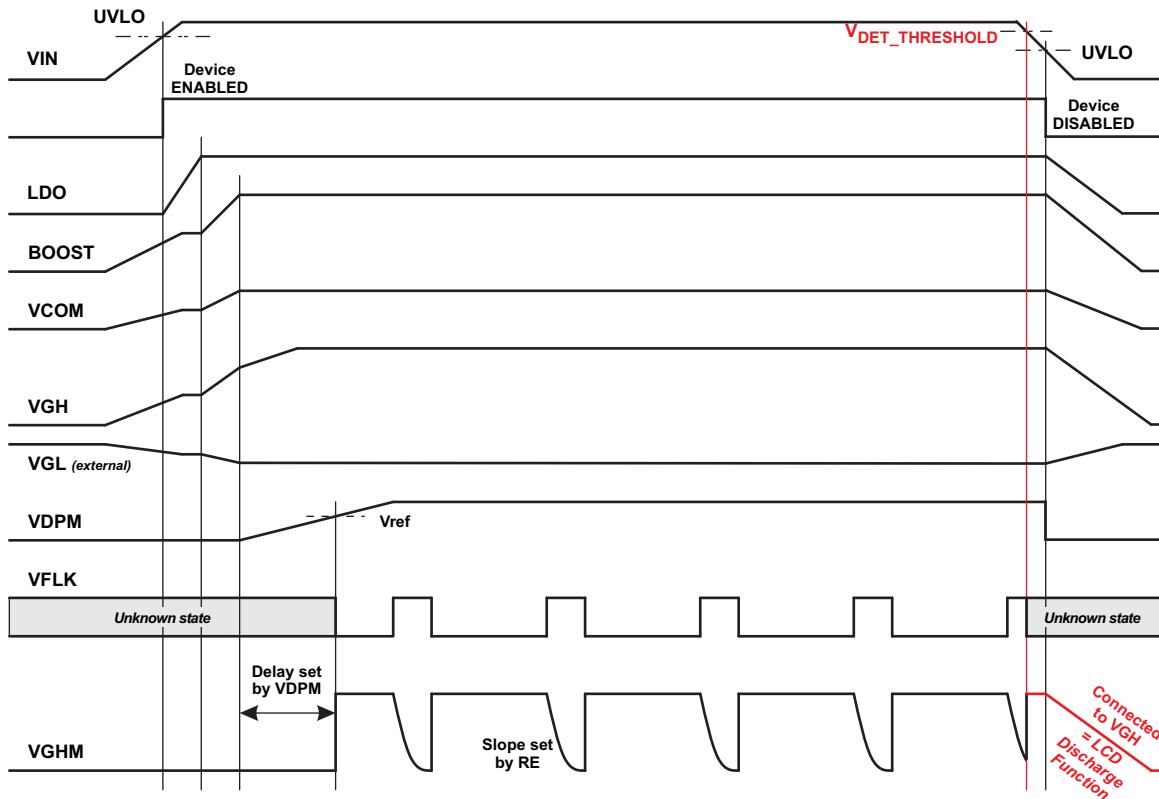 UVLO
VIN
VDET_THRESHOLD
UVLO
Device
ENABLED
Device
DISABLED
LDO
BOOST
VCOM
VGH
VGL (external)
VDPM
Vref
VFLK
Unknown state
Unknown state
Delay set
by VDPM
VGHM
Slope set
by RE
Connected
to VGH
= LCD
Discharge
Function